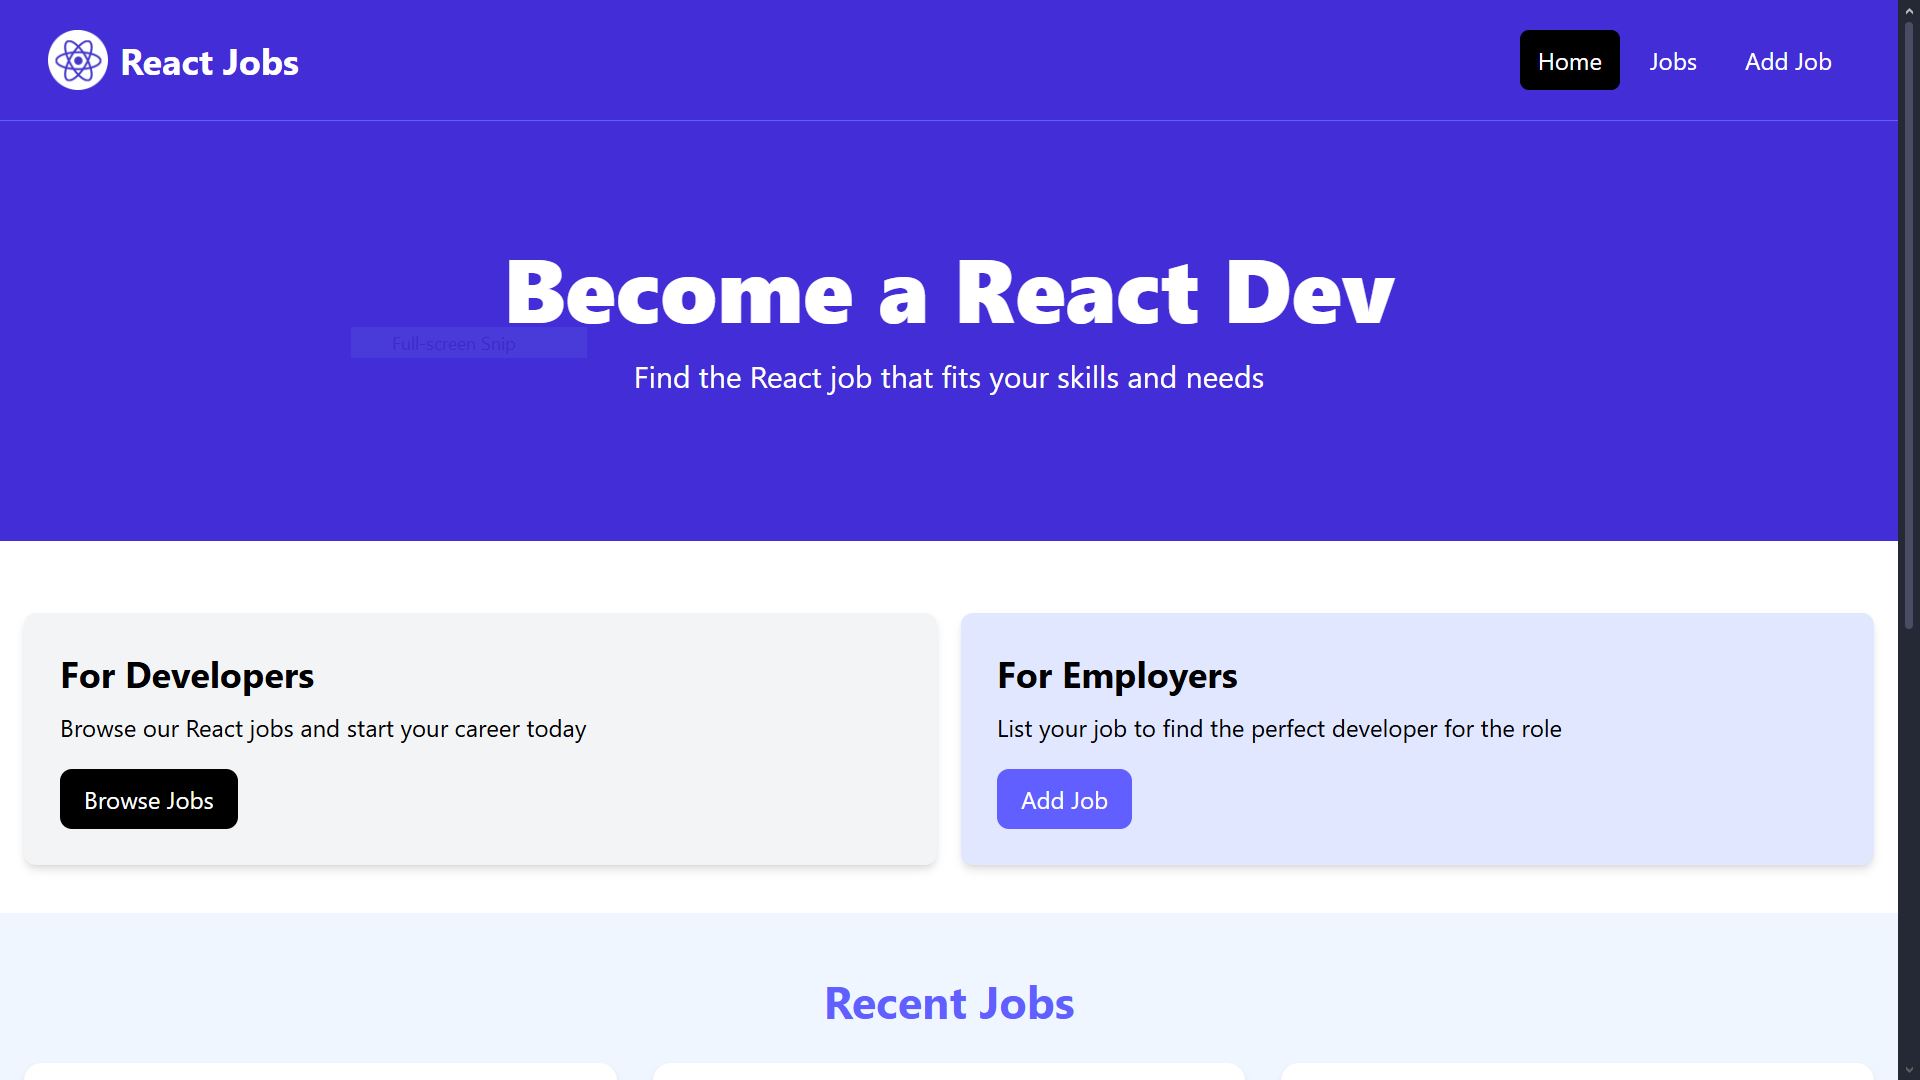 React Jobs
Home
Jobs
Add Job
Become a React Dev
Full-screen Snip
Find the React job that fits your skills and needs
For Developers
Browse our React jobs and start your career today
Browse Jobs
For Employers
List your job to find the perfect developer for the role
Add Job
Recent Jobs